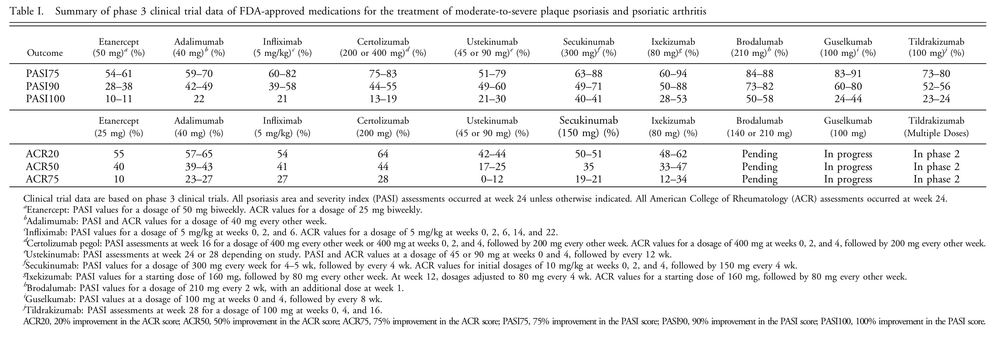 Table I. Summary of phase 3 clinical trial data of FDA-approved medications for the treatment of moderate-to-severe plaque psoriasis and psoriatic arthritis
Etanercept Adalimumab Infliximab Certolizumab Ustekinumab Secukinumab Ixekizumab Brodalumab Guselkumab Tildrakizumab
Outcome (50 mg)a (%) (40 mg)b (%) (5 mg/kg)c (%) (200 or 400 mg)d (%) (45 or 90 mg)e (%) (300 mg)f (%) (80 mg)g (%) (210 mg)h (%) (100 mg)i (%) (100 mg)j (%)
PASI75 54–61 59–70 60–82 75–83 51–79 63–88 60–94 84–88 83–91 73–80
PASI90 28–38 42–49 39–58 44–55 49–60 49–71 50–88 73–82 60–80 52–56
PASI100 10–11 22 21 13–19 21–30 40–41 28–53 50–58 24–44 23–24
Etanercept Adalimumab Infliximab Certolizumab Ustekinumab Secukinumab Ixekizumab Brodalumab Guselkumab Tildrakizumab
(25 mg) (%) (40 mg) (%) (5 mg/kg) (%) (200 mg) (%) (45 or 90 mg) (%) (150 mg) (%) (80 mg) (%) (140 or 210 mg) (100 mg) (Multiple Doses)
ACR20 55 57–65 54 64 42–44 50–51 48–62 Pending In progress In phase 2
ACR50 40 39–43 41 44 17–25 35 33–47 Pending In progress In phase 2
ACR75 10 23–27 27 28 0–12 19–21 12–34 Pending In progress In phase 2
Clinical trial data are based on phase 3 clinical trials. All psoriasis area and severity index (PASI) assessments occurred at week 24 unless otherwise indicated. All American College of Rheumatology (ACR) assessments occurred at week 24.
aEtanercept: PASI values for a dosage of 50 mg biweekly. ACR values for a dosage of 25 mg biweekly.
bAdalimumab: PASI and ACR values for a dosage of 40 mg every other week.
cInfliximab: PASI values for a dosage of 5 mg/kg at weeks 0, 2, and 6. ACR values for a dosage of 5 mg/kg at weeks 0, 2, 6, 14, and 22.
dCertolizumab pegol: PASI assessments at week 16 for a dosage of 400 mg every other week or 400 mg at weeks 0, 2, and 4, followed by 200 mg every other week. ACR values for a dosage of 400 mg at weeks 0, 2, and 4, followed by 200 mg every other week.
eUstekinumab: PASI assessments at week 24 or 28 depending on study. PASI and ACR values at a dosage of 45 or 90 mg at weeks 0 and 4, followed by every 12 wk.
fSecukinumab: PASI values for a dosage of 300 mg every week for 4–5 wk, followed by every 4 wk. ACR values for initial dosages of 10 mg/kg at weeks 0, 2, and 4, followed by 150 mg every 4 wk.
gIxekizumab: PASI values for a starting dose of 160 mg, followed by 80 mg every other week. At week 12, dosages adjusted to 80 mg every 4 wk. ACR values for a starting dose of 160 mg, followed by 80 mg every other week.
hBrodalumab: PASI values for a dosage of 210 mg every 2 wk, with an additional dose at week 1.
iGuselkumab: PASI values at a dosage of 100 mg at weeks 0 and 4, followed by every 8 wk.
jTildrakizumab: PASI assessments at week 28 for a dosage of 100 mg at weeks 0, 4, and 16.
ACR20, 20% improvement in the ACR score; ACR50, 50% improvement in the ACR score; ACR75, 75% improvement in the ACR score; PASI75, 75% improvement in the PASI score; PASI90, 90% improvement in the PASI score; PASI100, 100% improvement in the PASI score.